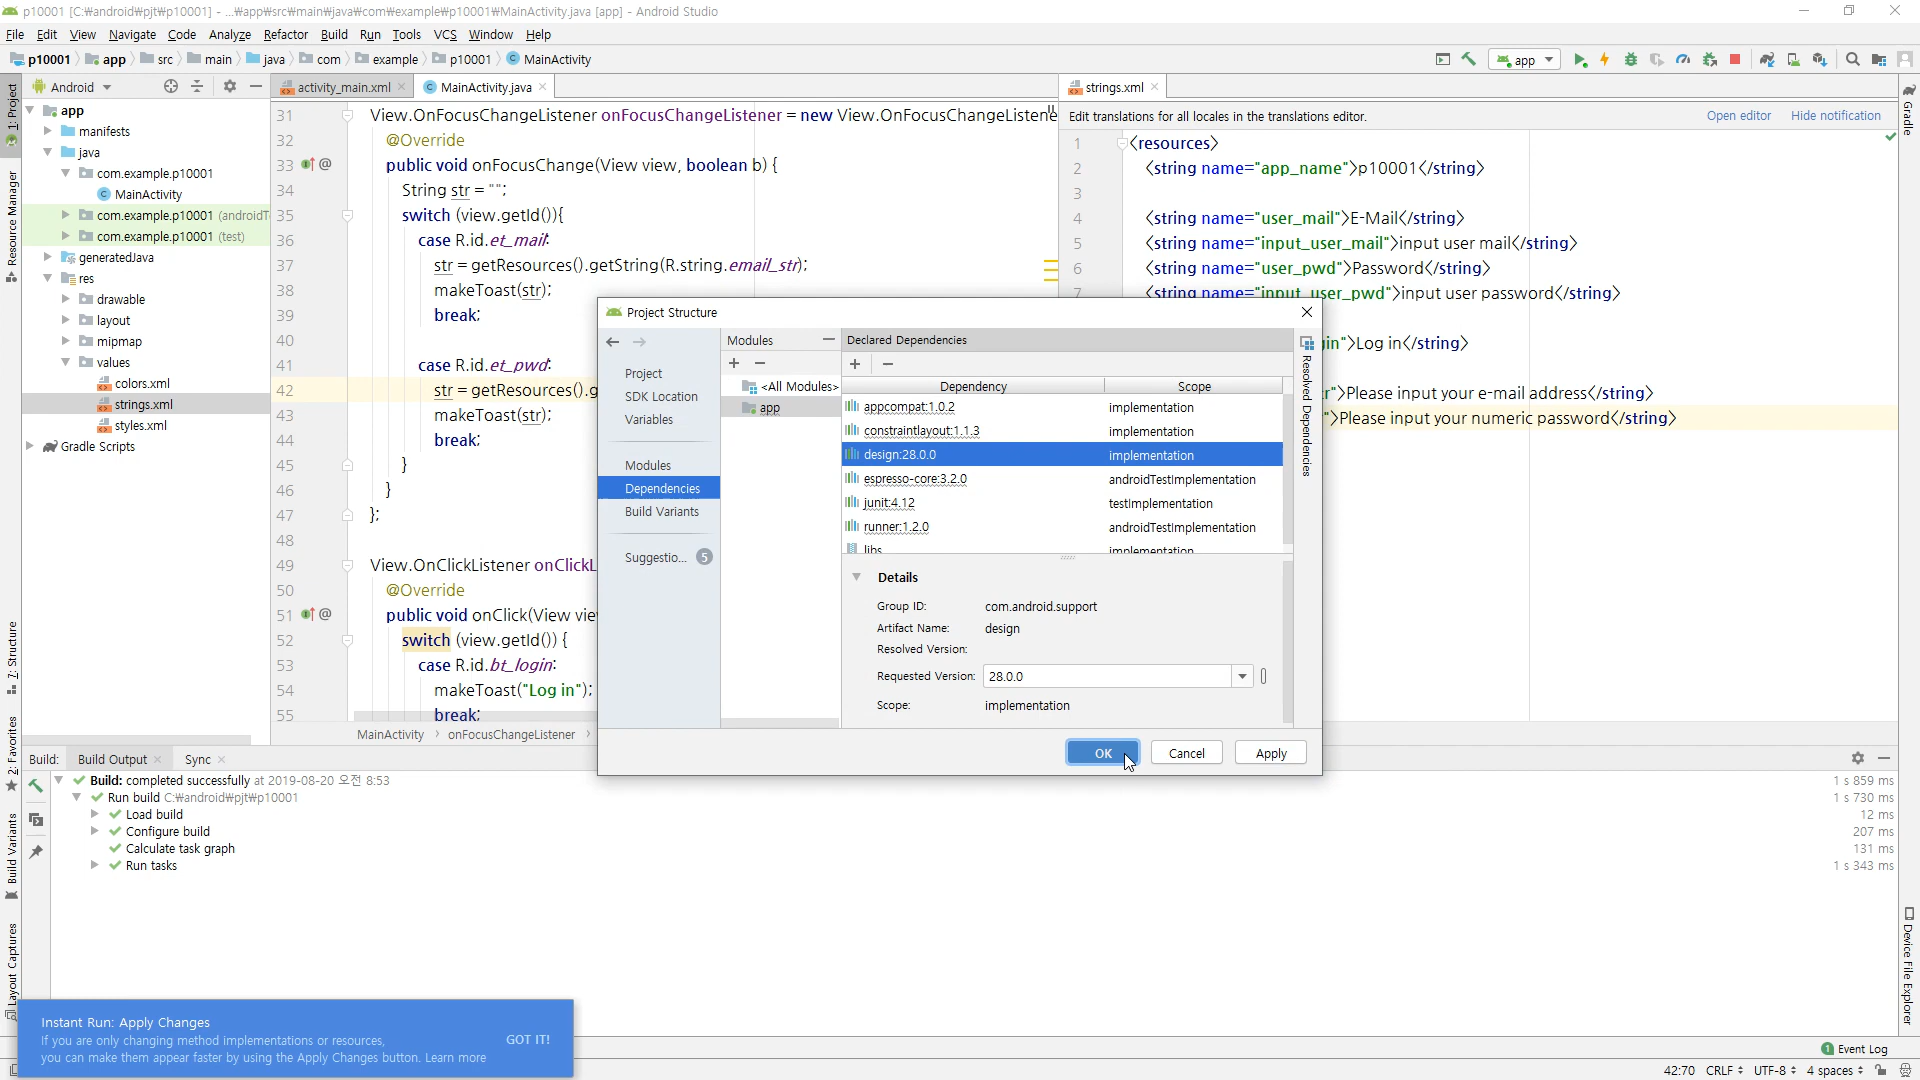 p10001 [C:₩android₩pjt₩p10001] - ...₩app₩src₩main₩java₩com₩example₩p10001₩MainActivity.java [app] - Android Studio
File Edit View Navigate Code Analyze Refactor Build Run Tools VCS Window Help
p10001 app src main java com example p10001 MainActivity
app
Android
activity_main.xml MainActivity.java strings.xml
1: Project
Resource Manager
7: Structure
2: Favorites
Build Variants
Layout Captures
app
manifests
java
com.example.p10001
MainActivity
com.example.p10001 (androidT
com.example.p10001 (test)
generatedJava
res
drawable
layout
mipmap
values
colors.xml
strings.xml
styles.xml
Gradle Scripts
31 View.OnFocusChangeListener onFocusChangeListener = new View.OnFocusChangeListene
32 @Override
33 public void onFocusChange(View view, boolean b) {
34 String str = "";
35 switch (view.getId()){
36 case R.id.et_mail:
37 str = getResources().getString(R.string.email_str);
38 makeToast(str);
39 break;
40
41 case R.id.et_pwd:
42 str = getResources().g
43 makeToast(str);
44 break;
45 }
46 }
47 };
48
49 View.OnClickListener onClickL
50 @Override
51 public void onClick(View vie
52 switch (view.getId()) {
53 case R.id.bt_login:
54 makeToast("Log in");
55 break;
MainActivity onFocusChangeListener
Edit translations for all locales in the translations editor.
Open editor Hide notification
1 <resources>
2 <string name="app_name">p10001</string>
3
4 <string name="user_mail">E-Mail</string>
5 <string name="input_user_mail">input user mail</string>
6 <string name="user_pwd">Password</string>
7 <string name="input_user_pwd">input user password</string>
in">Log in</string>
r">Please input your e-mail address</string>
">Please input your numeric password</string>
Gradle
Device File Explorer
Project Structure
Project
SDK Location
Variables
Modules
Dependencies
Build Variants
Suggestio... 5
Modules
<All Modules>
app
Declared Dependencies
Dependency Scope
appcompat:1.0.2 implementation
constraintlayout:1.1.3 implementation
design:28.0.0 implementation
espresso-core:3.2.0 androidTestImplementation
junit:4.12 testImplementation
runner:1.2.0 androidTestImplementation
libs implementation
Resolved Dependencies
Details
Group ID: com.android.support
Artifact Name: design
Resolved Version:
Requested Version: 28.0.0
Scope: implementation
OK Cancel Apply
Build: Build Output Sync
Build: completed successfully at 2019-08-20 오전 8:53 1 s 859 ms
Run build C:₩android₩pjt₩p10001 1 s 730 ms
Load build 12 ms
Configure build 207 ms
Calculate task graph 131 ms
Run tasks 1 s 343 ms
Instant Run: Apply Changes
If you are only changing method implementations or resources,
you can make them appear faster by using the Apply Changes button. Learn more
GOT IT!
1 Event Log
42:70 CRLF UTF-8 4 spaces